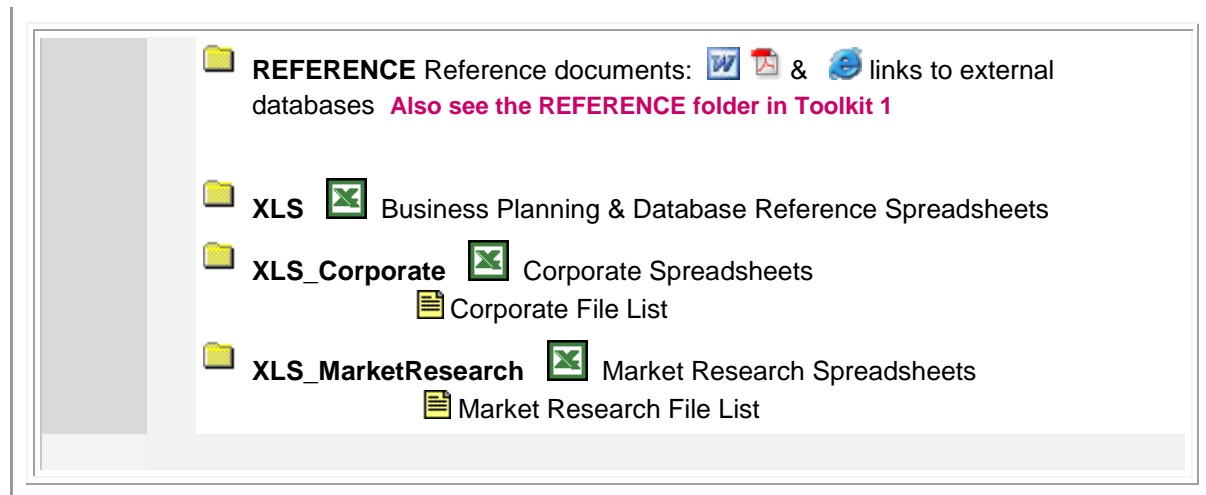 REFERENCE Reference documents: & links to external
databases Also see the REFERENCE folder in Toolkit 1
XLS Business Planning & Database Reference Spreadsheets
XLS_Corporate Corporate Spreadsheets
Corporate File List
XLS_MarketResearch Market Research Spreadsheets
Market Research File List